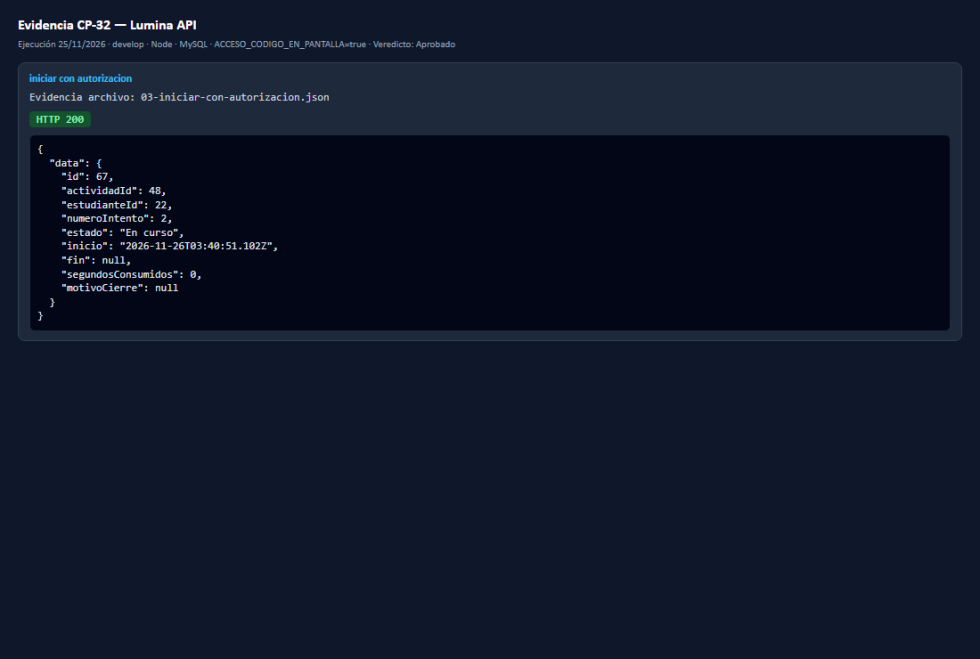 Evidencia CP-32 — Lumina API
Ejecución 25/11/2026 · develop · Node · MySQL · ACCESO_CODIGO_EN_PANTALLA=true · Veredicto: Aprobado
iniciar con autorizacion
Evidencia archivo: 03-iniciar-con-autorizacion.json
HTTP 200
{
  "data": {
    "id": 67,
    "actividadId": 48,
    "estudianteId": 22,
    "numeroIntento": 2,
    "estado": "En curso",
    "inicio": "2026-11-26T03:40:51.102Z",
    "fin": null,
    "segundosConsumidos": 0,
    "motivoCierre": null
  }
}